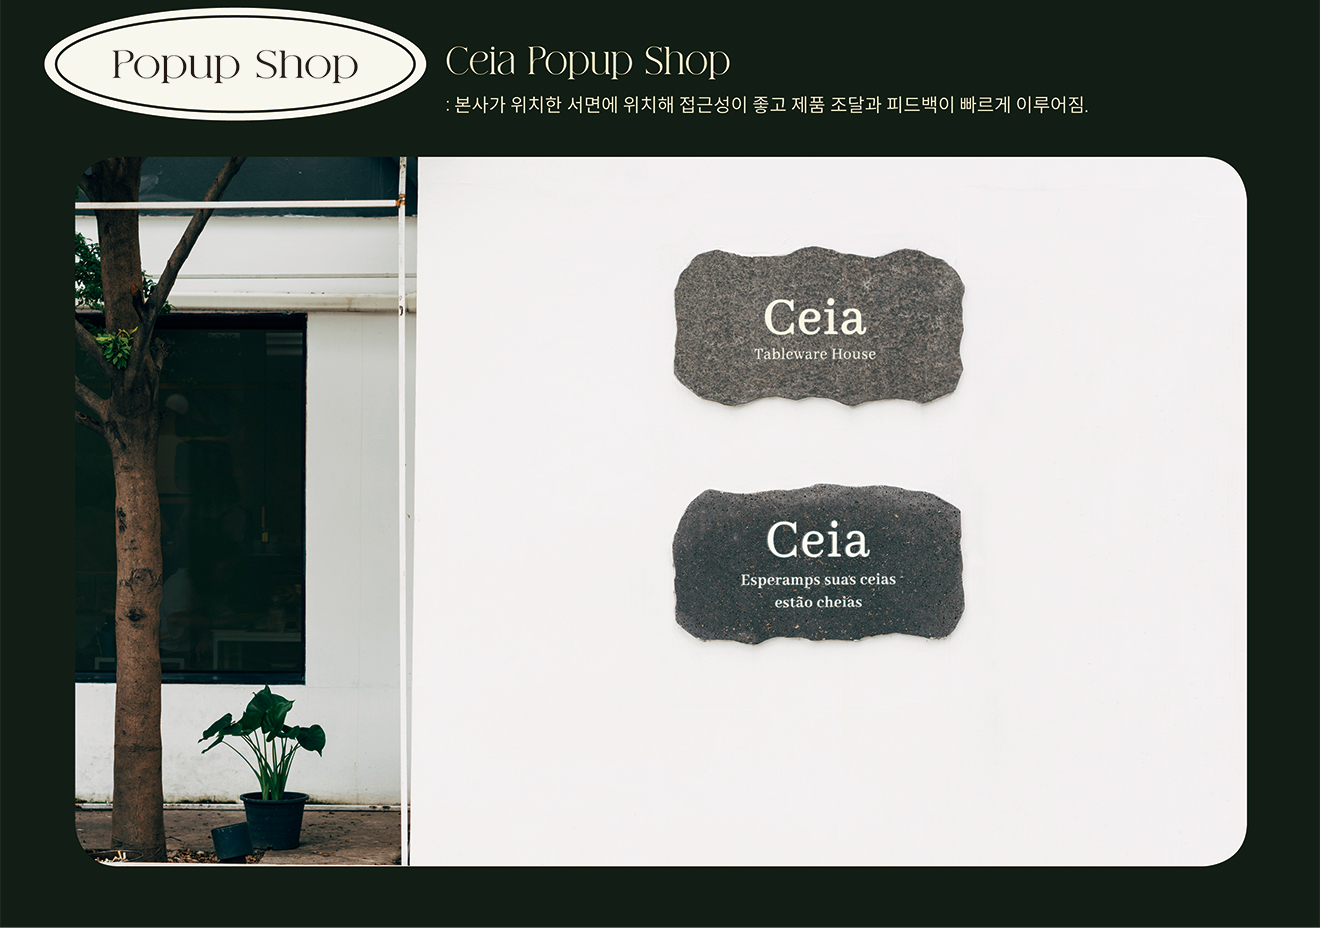 Popup Shop
Ceia Popup Shop
: 본사가 위치한 서면에 위치해 접근성이 좋고 제품 조달과 피드백이 빠르게 이루어짐.
Ceia
Tableware House
Ceia
Esperamps suas ceias
estão cheias